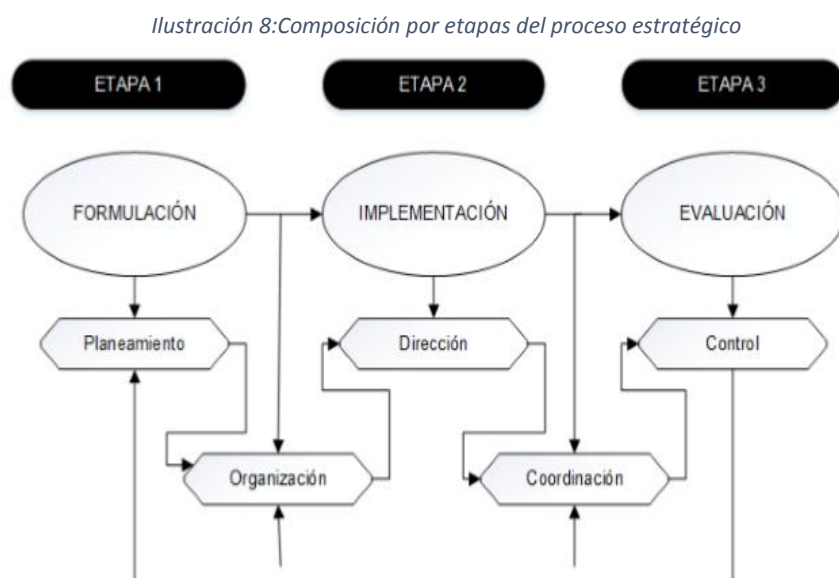 Ilustración 8:Composición por etapas del proceso estratégico
ETAPA 1
ETAPA 2
ETAPA 3
FORMULACIÓN
IMPLEMENTACIÓN
EVALUACIÓN
Planeamiento
Dirección
Control
Organización
Coordinación